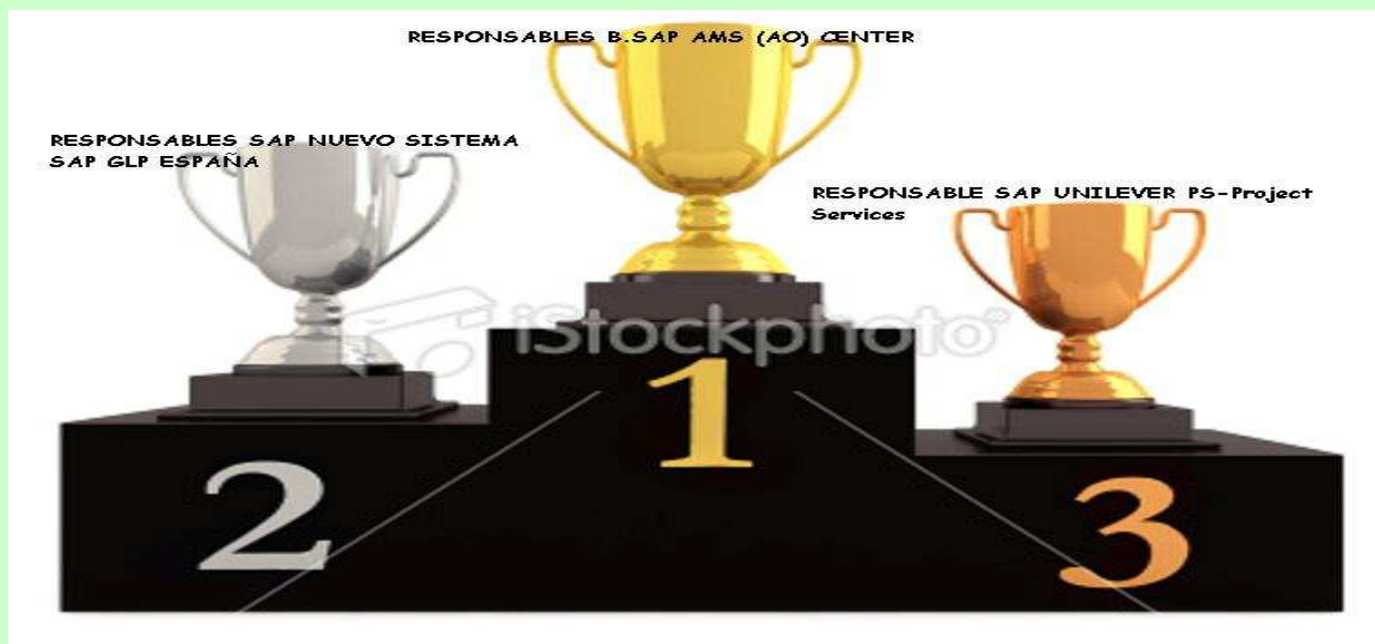 RESPONSABLES B.SAP AMS (AO) CENTER
RESPONSABLES SAP NUEVO SISTEMA
SAP GLP ESPAÑA
RESPONSABLE SAP UNILEVER PS-Project
Services
iStockphoto
1
2
3